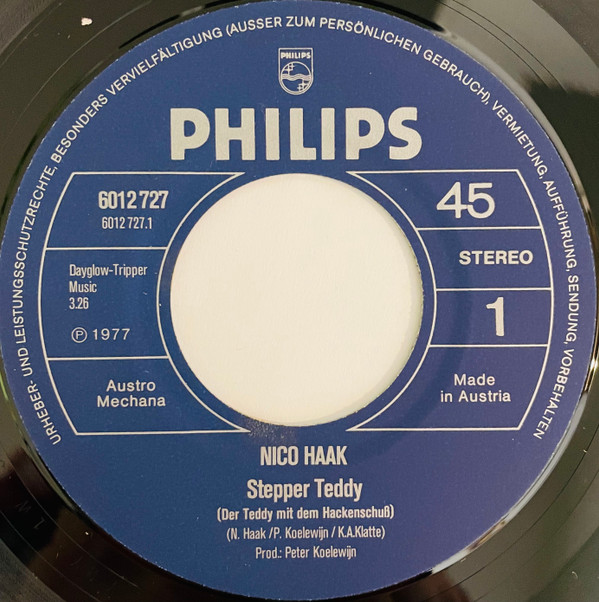 URHEBER- UND LEISTUNGSSCHUTZRECHTE, BESONDERS VERVIELFÄLTIGUNG (AUSSER ZUM PERSÖNLICHEN GEBRAUCH), VERMIETUNG, AUFFÜHRUNG, SENDUNG, VORBEHALTEN
PHILIPS
PHILIPS
6012 727
6012 727.1
45
STEREO
Dayglow-Tripper
Music
3.26
℗ 1977
1
Austro
Mechana
Made
in Austria
NICO HAAK
Stepper Teddy
(Der Teddy mit dem Hackenschuß)
(N. Haak /P. Koelewijn / K.A.Klatte)
Prod.: Peter Koelewijn